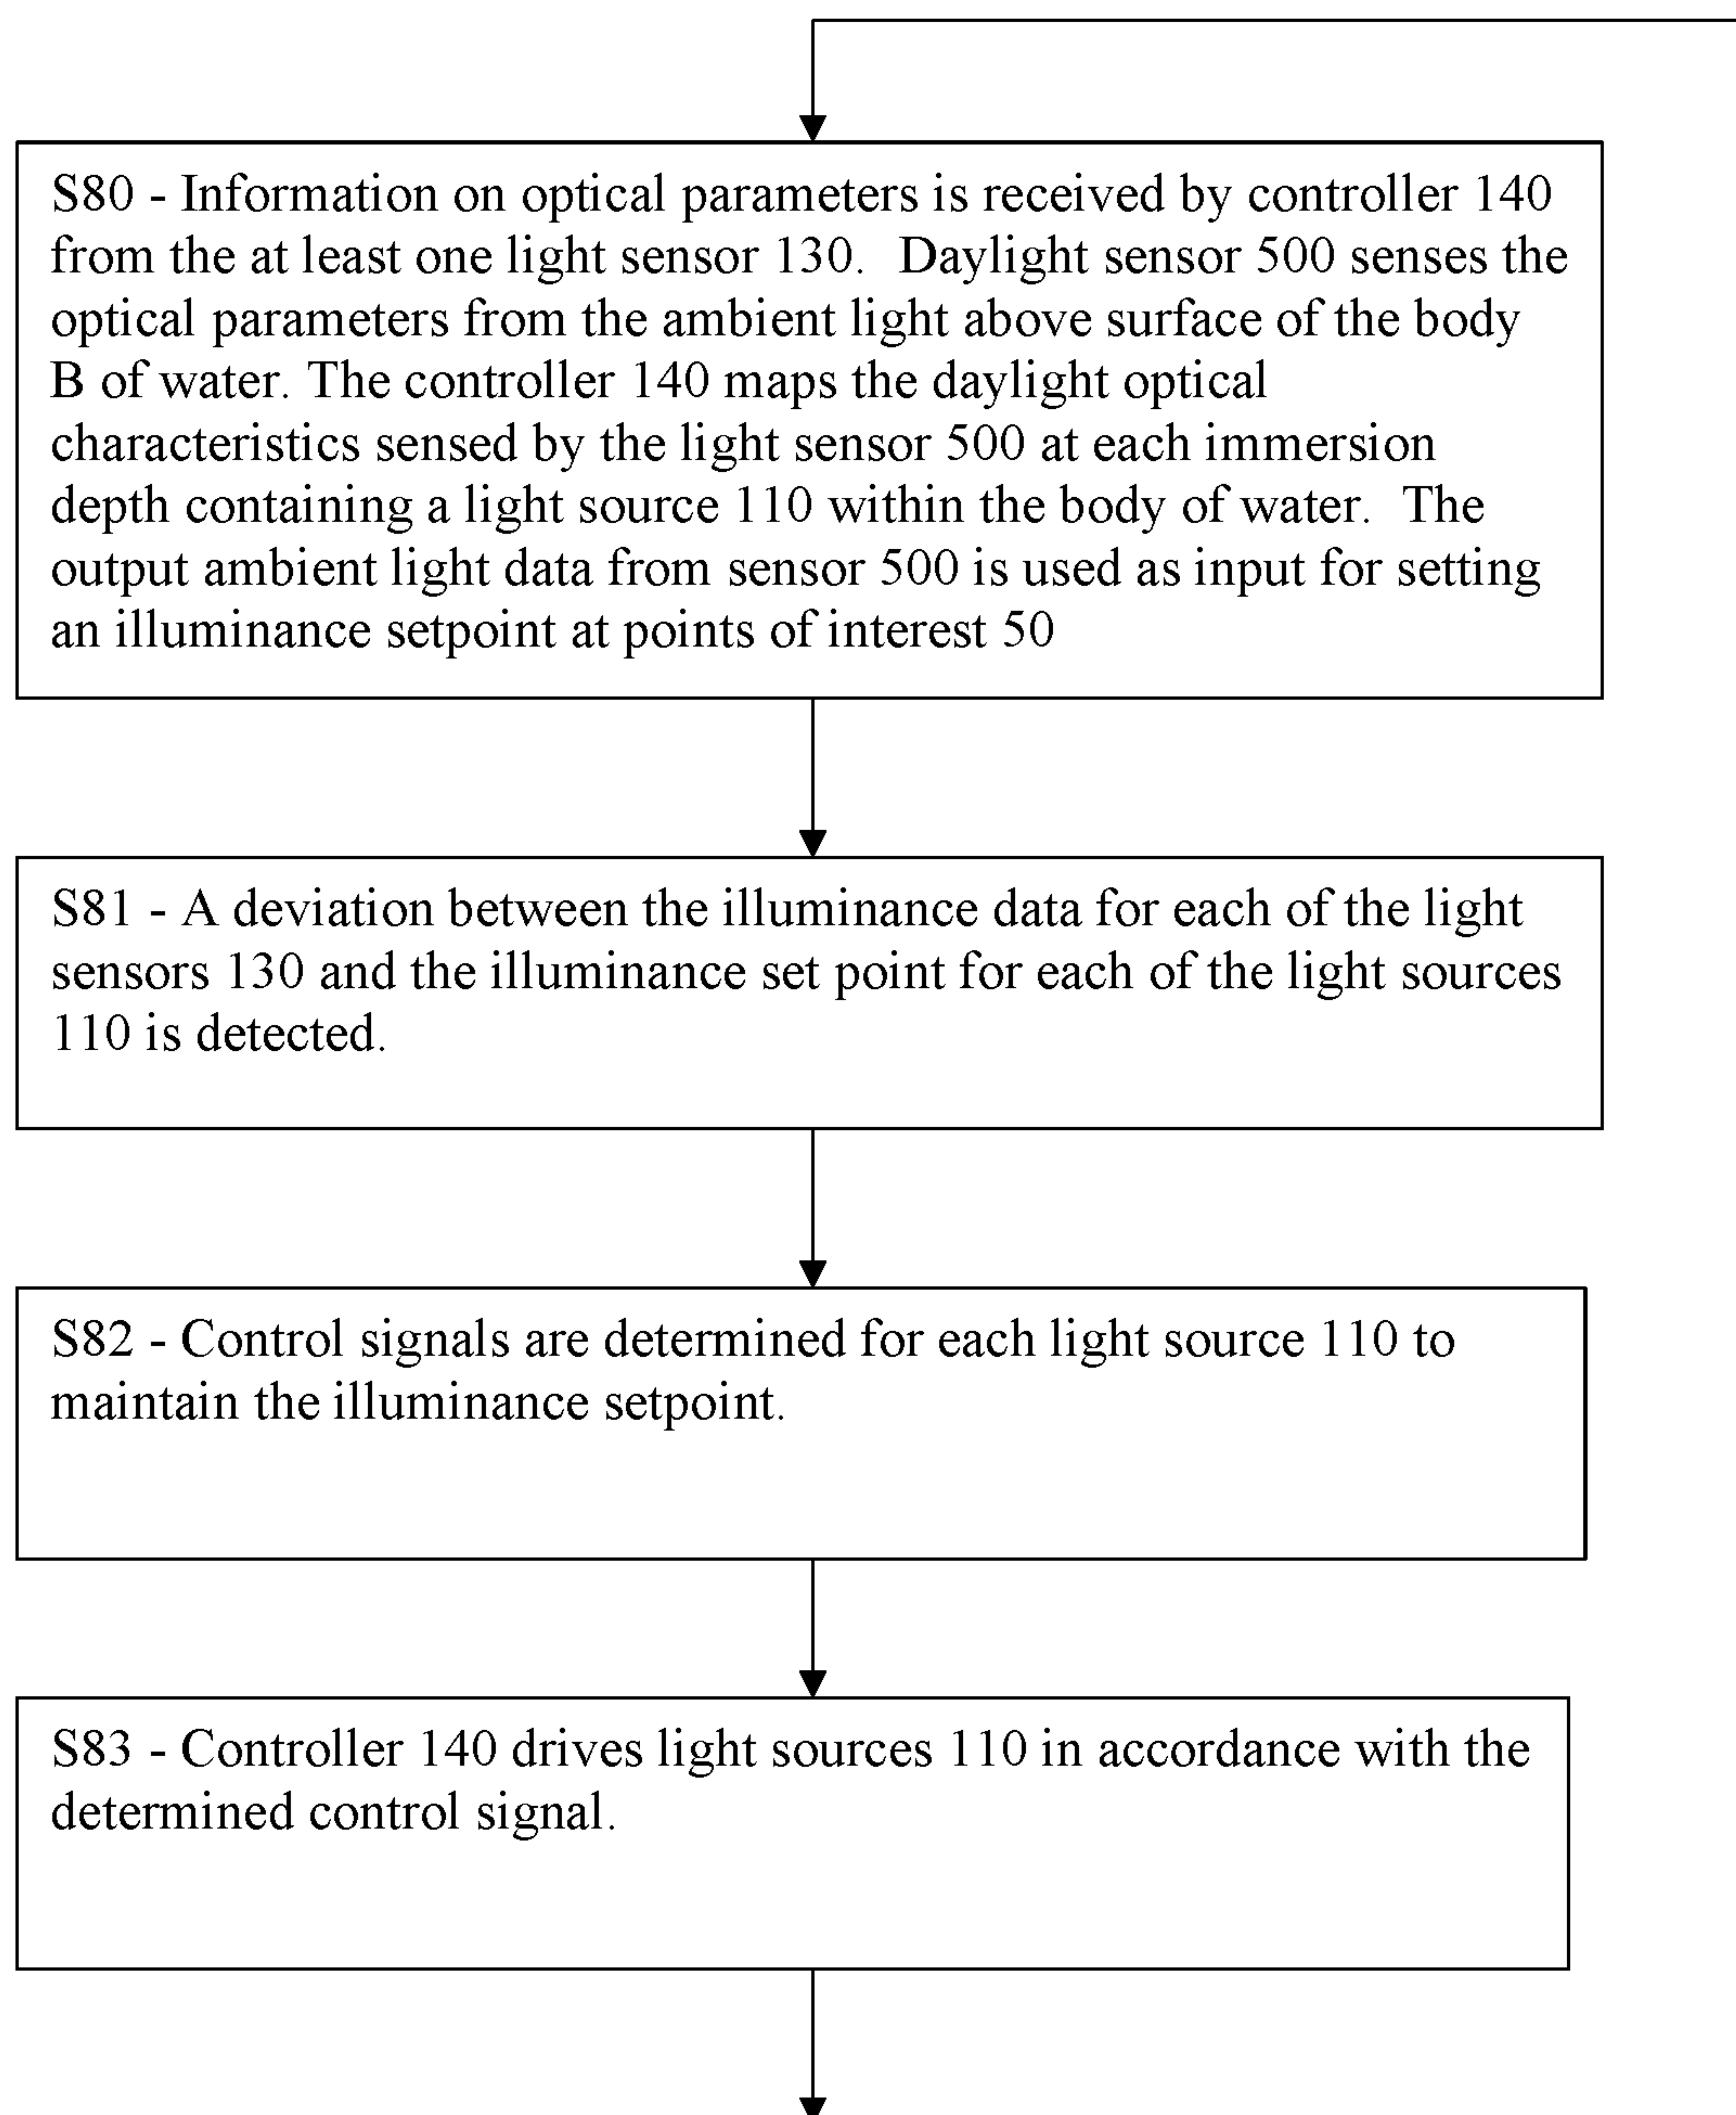 S80 - Information on optical parameters is received by controller 140
from the at least one light sensor 130.  Daylight sensor 500 senses the
optical parameters from the ambient light above surface of the body
B of water. The controller 140 maps the daylight optical
characteristics sensed by the light sensor 500 at each immersion
depth containing a light source 110 within the body of water.  The
output ambient light data from sensor 500 is used as input for setting
an illuminance setpoint at points of interest 50
S81 - A deviation between the illuminance data for each of the light
sensors 130 and the illuminance set point for each of the light sources
110 is detected.
S82 - Control signals are determined for each light source 110 to
maintain the illuminance setpoint.
S83 - Controller 140 drives light sources 110 in accordance with the
determined control signal.